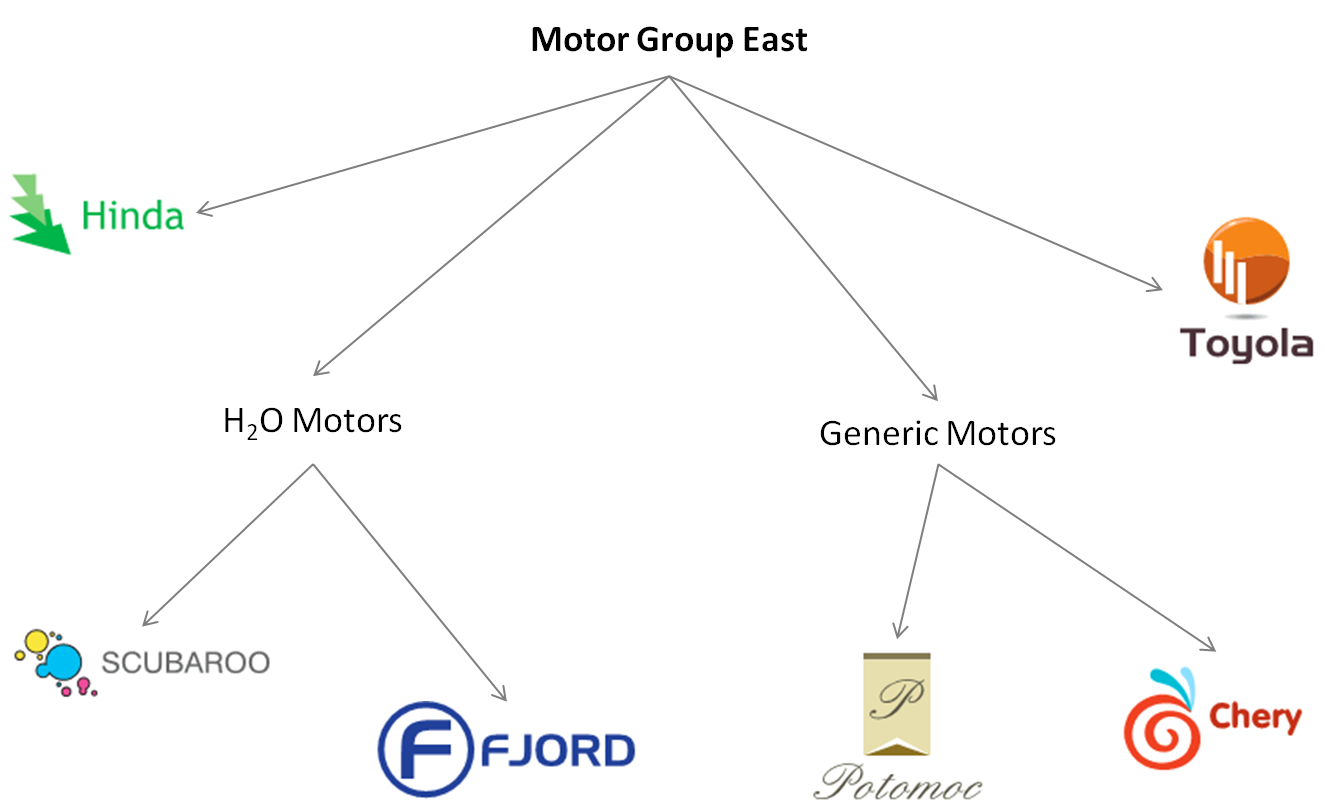 Motor Group East
Hinda
Toyola
H₂O Motors
Generic Motors
SCUBAROO
F FJORD
P
Potomoc
Chery